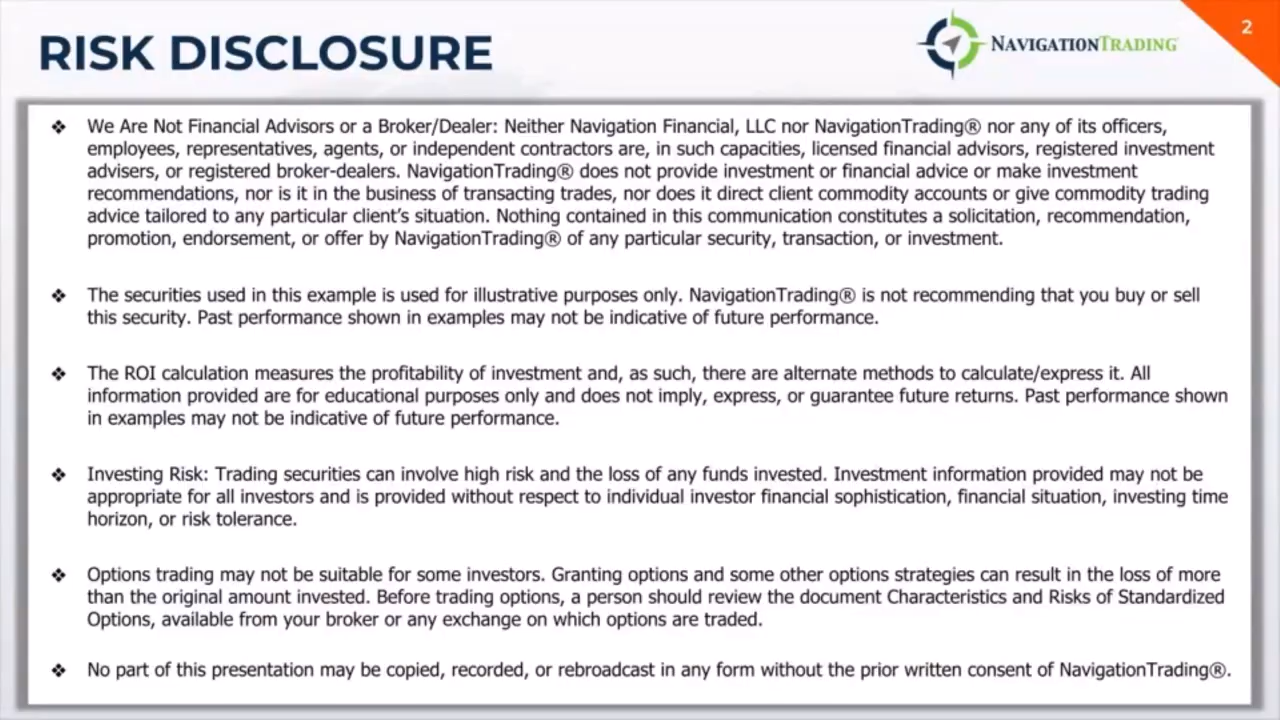 RISK DISCLOSURE
NAVIGATIONTRADING®
2
❖ We Are Not Financial Advisors or a Broker/Dealer: Neither Navigation Financial, LLC nor NavigationTrading® nor any of its officers,
employees, representatives, agents, or independent contractors are, in such capacities, licensed financial advisors, registered investment
advisers, or registered broker-dealers. NavigationTrading® does not provide investment or financial advice or make investment
recommendations, nor is it in the business of transacting trades, nor does it direct client commodity accounts or give commodity trading
advice tailored to any particular client's situation. Nothing contained in this communication constitutes a solicitation, recommendation,
promotion, endorsement, or offer by NavigationTrading® of any particular security, transaction, or investment.
❖ The securities used in this example is used for illustrative purposes only. NavigationTrading® is not recommending that you buy or sell
this security. Past performance shown in examples may not be indicative of future performance.
❖ The ROI calculation measures the profitability of investment and, as such, there are alternate methods to calculate/express it. All
information provided are for educational purposes only and does not imply, express, or guarantee future returns. Past performance shown
in examples may not be indicative of future performance.
❖ Investing Risk: Trading securities can involve high risk and the loss of any funds invested. Investment information provided may not be
appropriate for all investors and is provided without respect to individual investor financial sophistication, financial situation, investing time
horizon, or risk tolerance.
❖ Options trading may not be suitable for some investors. Granting options and some other options strategies can result in the loss of more
than the original amount invested. Before trading options, a person should review the document Characteristics and Risks of Standardized
Options, available from your broker or any exchange on which options are traded.
❖ No part of this presentation may be copied, recorded, or rebroadcast in any form without the prior written consent of NavigationTrading®.